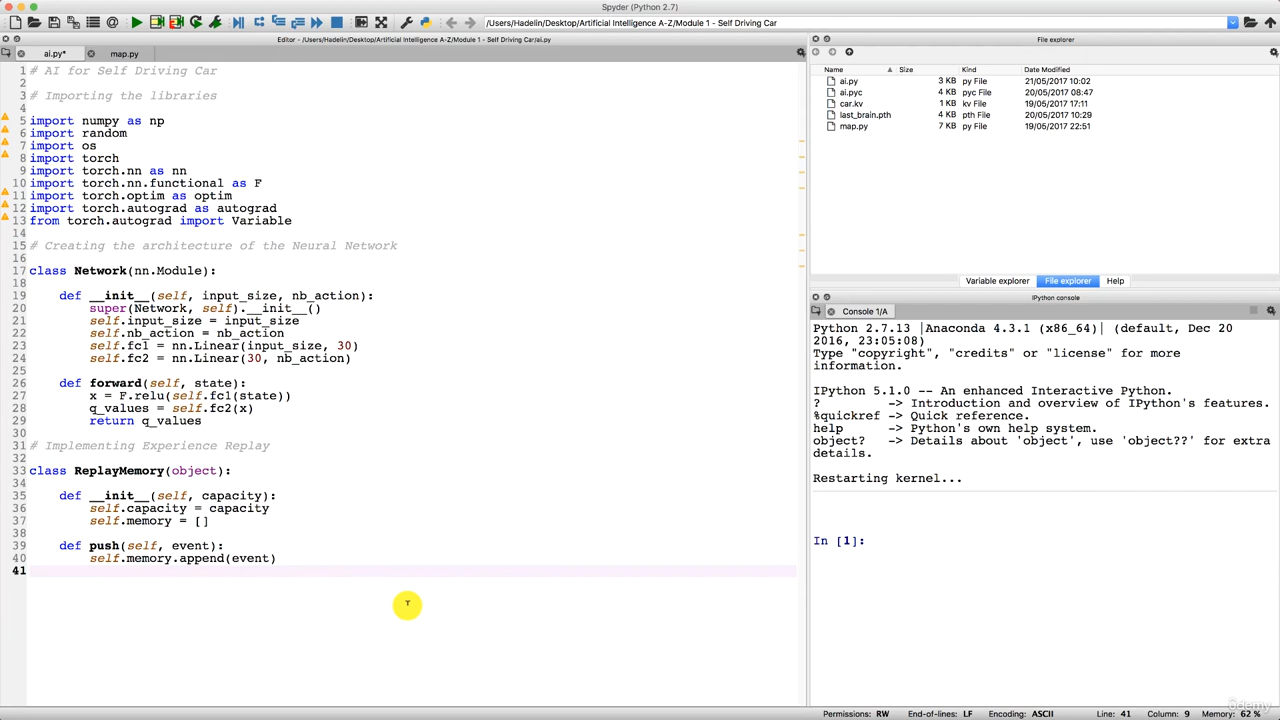 Spyder (Python 2.7)
/Users/Hadelin/Desktop/Artificial Intelligence A-Z/Module 1 - Self Driving Car
Editor - /Users/Hadelin/Desktop/Artificial Intelligence A-Z/Module 1 - Self Driving Car/ai.py
ai.py*
map.py
1 # AI for Self Driving Car
2
3 # Importing the libraries
4
5 import numpy as np
6 import random
7 import os
8 import torch
9 import torch.nn as nn
10 import torch.nn.functional as F
11 import torch.optim as optim
12 import torch.autograd as autograd
13 from torch.autograd import Variable
14
15 # Creating the architecture of the Neural Network
16
17 class Network(nn.Module):
18
19     def __init__(self, input_size, nb_action):
20         super(Network, self).__init__()
21         self.input_size = input_size
22         self.nb_action = nb_action
23         self.fc1 = nn.Linear(input_size, 30)
24         self.fc2 = nn.Linear(30, nb_action)
25
26     def forward(self, state):
27         x = F.relu(self.fc1(state))
28         q_values = self.fc2(x)
29         return q_values
30
31 # Implementing Experience Replay
32
33 class ReplayMemory(object):
34
35     def __init__(self, capacity):
36         self.capacity = capacity
37         self.memory = []
38
39     def push(self, event):
40         self.memory.append(event)
41
File explorer
Name Size Kind Date Modified
ai.py 3 KB py File 21/05/2017 10:02
ai.pyc 4 KB pyc File 20/05/2017 08:47
car.kv 1 KB kv File 19/05/2017 17:11
last_brain.pth 4 KB pth File 20/05/2017 10:29
map.py 7 KB py File 19/05/2017 22:51
Variable explorer File explorer Help
IPython console
Console 1/A
Python 2.7.13 |Anaconda 4.3.1 (x86_64)| (default, Dec 20
2016, 23:05:08)
Type "copyright", "credits" or "license" for more
information.
IPython 5.1.0 -- An enhanced Interactive Python.
? -> Introduction and overview of IPython's features.
%quickref -> Quick reference.
help -> Python's own help system.
object? -> Details about 'object', use 'object??' for extra
details.
Restarting kernel...
In [1]:
ûdemy
Permissions: RW End-of-lines: LF Encoding: ASCII Line: 41 Column: 9 Memory: 62 %